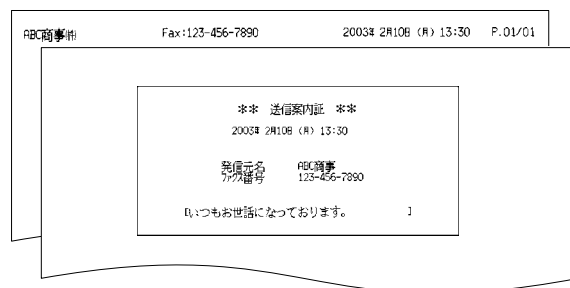 ABC商事㈱ Fax:123-456-7890 2003年 2月10日 (月) 13:30 P.01/01
** 送信案内証 **
2003年 2月10日 (月) 13:30
発信元名 ABC商事
ﾌｧｸｽ番号 123-456-7890
[いつもお世話になっております。 ]